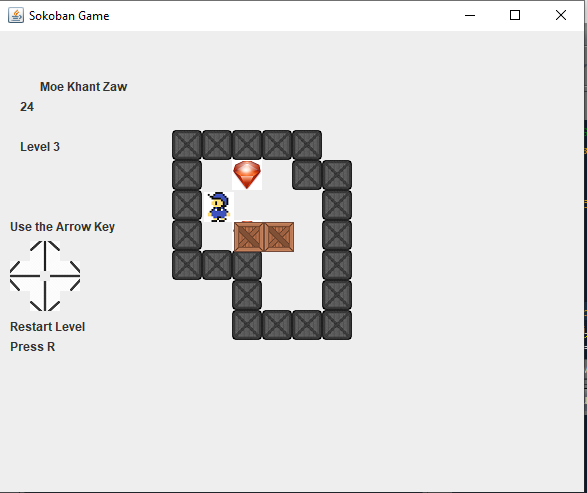 Sokoban Game
Moe Khant Zaw
24
Level 3
Use the Arrow Key
Restart Level
Press R